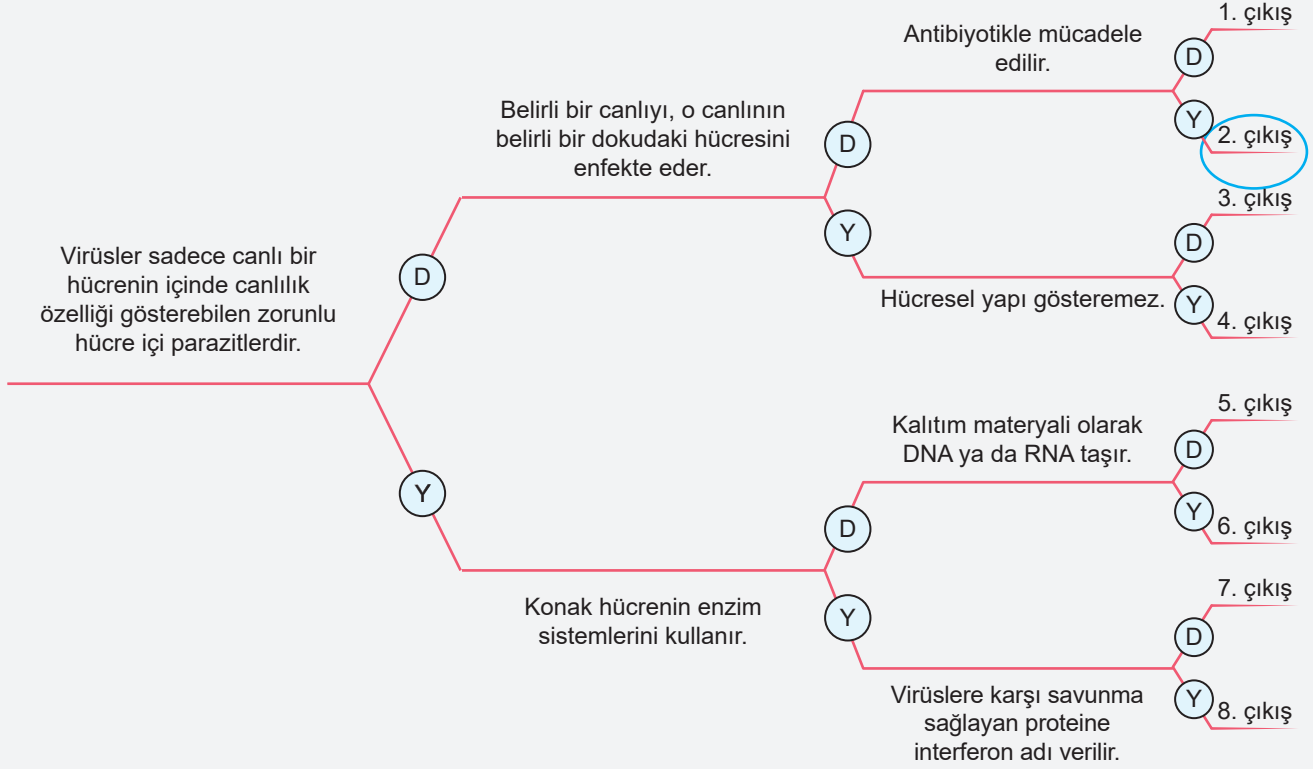 Virüsler sadece canlı bir
hücrenin içinde canlılık
özelliği gösterebilen zorunlu
hücre içi parazitlerdir.
D
Y
Belirli bir canlıyı, o canlının
belirli bir dokudaki hücresini
enfekte eder.
D
Y
Konak hücrenin enzim
sistemlerini kullanır.
D
Y
Antibiyotikle mücadele
edilir.
D
Y
1. çıkış
2. çıkış
Hücresel yapı gösteremez.
D
Y
3. çıkış
4. çıkış
Kalıtım materyali olarak
DNA ya da RNA taşır.
D
Y
5. çıkış
6. çıkış
Virüslere karşı savunma
sağlayan proteine
interferon adı verilir.
D
Y
7. çıkış
8. çıkış